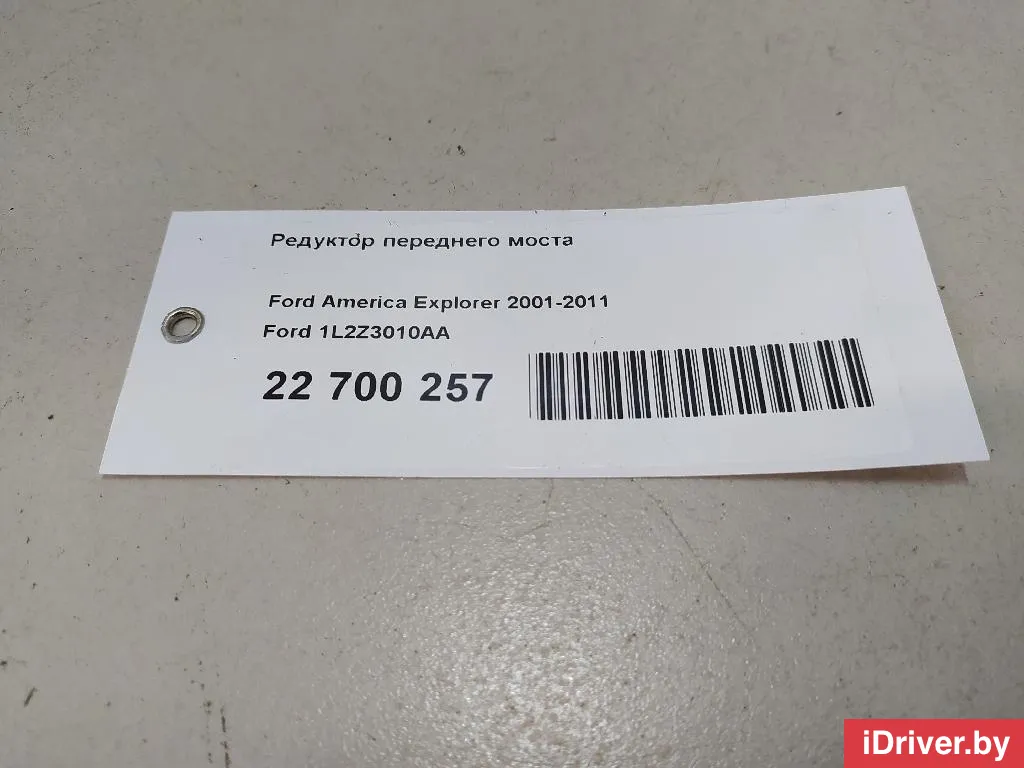 Редуктор переднего моста
Ford America Explorer 2001-2011
Ford 1L2Z3010AA
22 700 257
iDriver.by